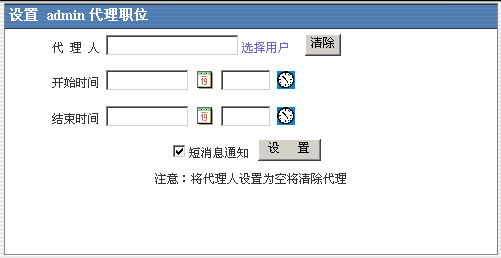 设置 admin 代理职位
代 理 人 选择用户 清除
开始时间 19
结束时间 19
短消息通知 设 置
注意：将代理人设置为空将清除代理